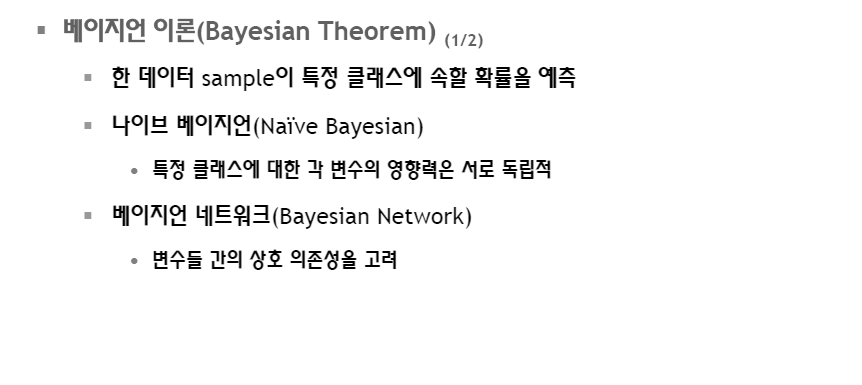 ▪ 베이지언 이론(Bayesian Theorem) (1/2)
▪ 한 데이터 sample이 특정 클래스에 속할 확률을 예측
▪ 나이브 베이지언(Naïve Bayesian)
• 특정 클래스에 대한 각 변수의 영향력은 서로 독립적
▪ 베이지언 네트워크(Bayesian Network)
• 변수들 간의 상호 의존성을 고려